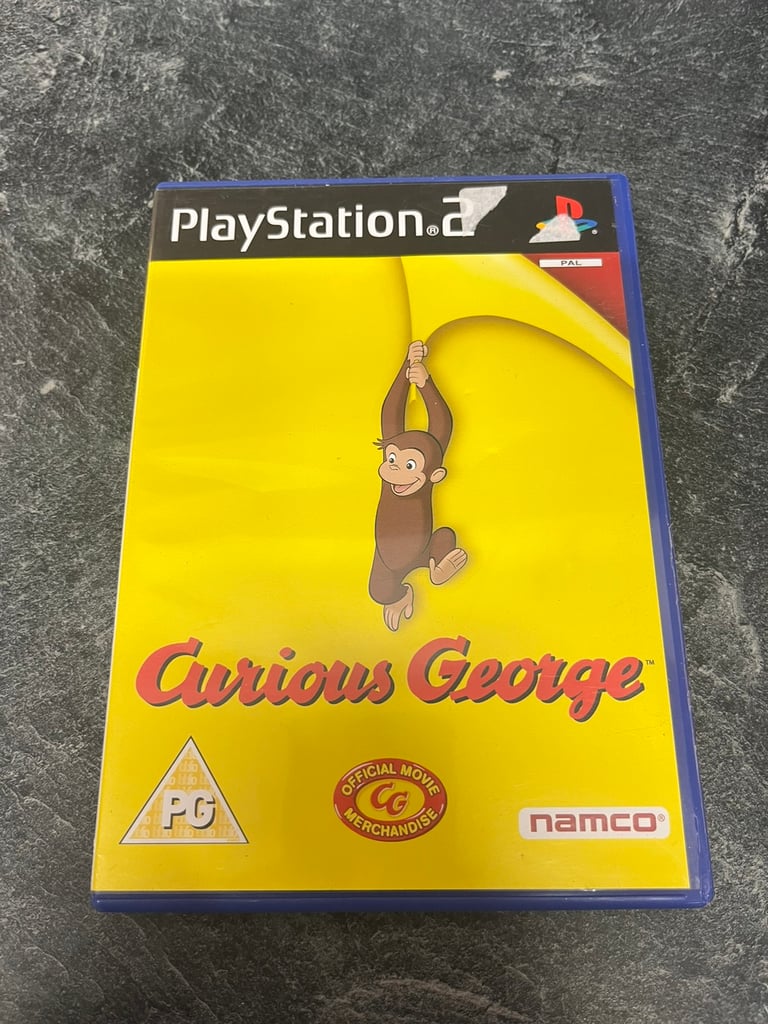 PlayStation®2
PAL
Curious George™
PG
OFFICIAL MOVIE
CG
MERCHANDISE
namco®